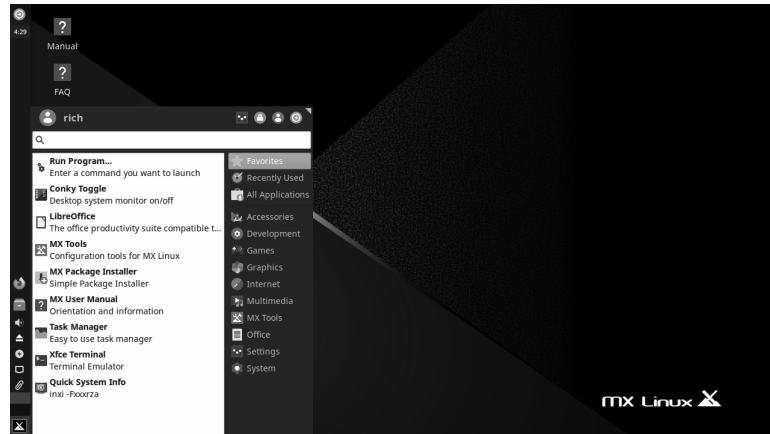 4:29
Manual
FAQ
rich
Run Program...
Enter a command you want to launch
Conky Toggle
Desktop system monitor on/off
LibreOffice
The office productivity suite compatible t...
MX Tools
Configuration tools for MX Linux
MX Package Installer
Simple Package Installer
MX User Manual
Orientation and information
Task Manager
Easy to use task manager
Xfce Terminal
Terminal Emulator
Quick System Info
inxi -Fxxxrza
Favorites
Recently Used
All Applications
Accessories
Development
Games
Graphics
Internet
Multimedia
MX Tools
Office
Settings
System
MX Linux